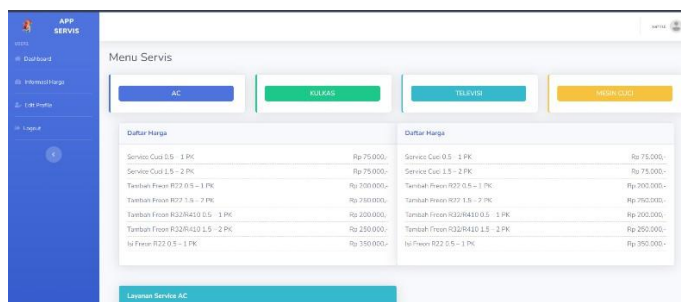 APP
SERVIS
USERS
Dashboard
Informasi Harga
Edit Profile
Logout
Menu Servis
AC
KULKAS
TELEVISI
MESIN CUCI
Daftar Harga
Service Cuci 0.5 - 1 PK Rp 75.000,-
Service Cuci 1.5 - 2 PK Rp 75.000,-
Tambah Freon R22 0.5 - 1 PK Rp 200.000,-
Tambah Freon R22 1.5 - 2 PK Rp 250.000,-
Tambah Freon R32/R410 0.5 - 1 PK Rp 200.000,-
Tambah Freon R32/R410 1.5 - 2 PK Rp 250.000,-
Isi Freon R22 0.5 - 1 PK Rp 350.000,-
Daftar Harga
Service Cuci 0.5 - 1 PK Rp 75.000,-
Service Cuci 1.5 - 2 PK Rp 75.000,-
Tambah Freon R22 0.5 - 1 PK Rp 200.000,-
Tambah Freon R22 1.5 - 2 PK Rp 250.000,-
Tambah Freon R32/R410 0.5 - 1 PK Rp 200.000,-
Tambah Freon R32/R410 1.5 - 2 PK Rp 250.000,-
Isi Freon R22 0.5 - 1 PK Rp 350.000,-
Layanan Service AC